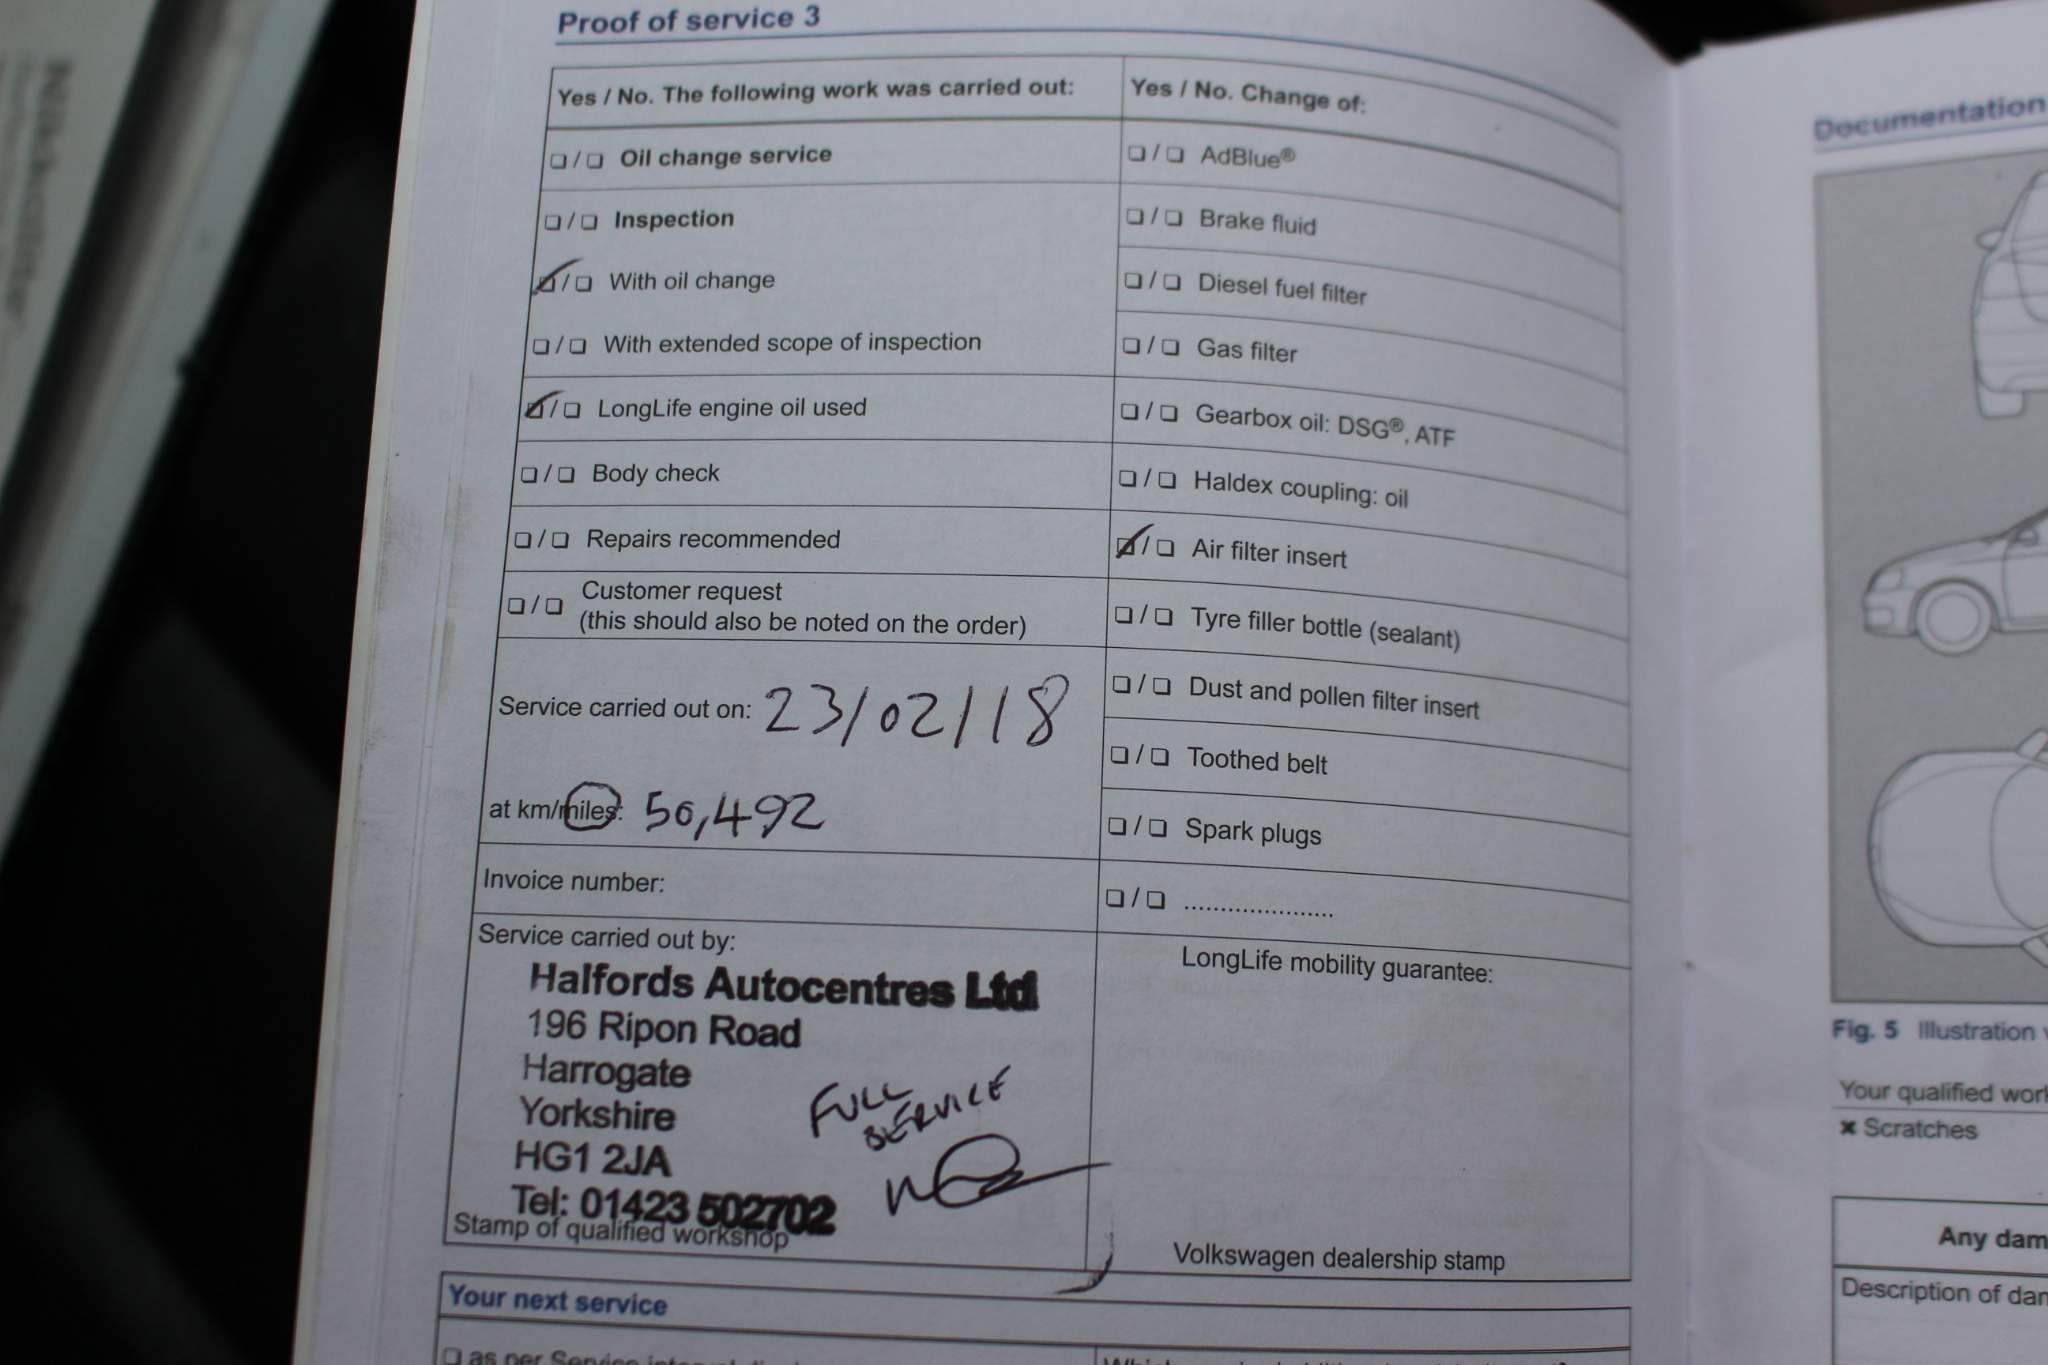 Proof of service 3
Yes / No. The following work was carried out:
❏ / ❏ Oil change service
❏ / ❏ Inspection
❏ / ❏ With oil change
❏ / ❏ With extended scope of inspection
❏ / ❏ LongLife engine oil used
❏ / ❏ Body check
❏ / ❏ Repairs recommended
❏ / ❏ Customer request
(this should also be noted on the order)
Service carried out on: 23/02/18
at km/miles: 50,492
Invoice number:
Service carried out by:
Halfords Autocentres Ltd
196 Ripon Road
Harrogate
Yorkshire
HG1 2JA
Tel: 01423 502702
FULL
SERVICE
Stamp of qualified workshop
Yes / No. Change of:
❏ / ❏ AdBlue®
❏ / ❏ Brake fluid
❏ / ❏ Diesel fuel filter
❏ / ❏ Gas filter
❏ / ❏ Gearbox oil: DSG®, ATF
❏ / ❏ Haldex coupling: oil
❏ / ❏ Air filter insert
❏ / ❏ Tyre filler bottle (sealant)
❏ / ❏ Dust and pollen filter insert
❏ / ❏ Toothed belt
❏ / ❏ Spark plugs
❏ / ❏ .....................
LongLife mobility guarantee:
Volkswagen dealership stamp
Your next service
❏ as per Service
Documentation
Fig. 5 Illustration
Your qualified
✖ Scratches
Any
Description of